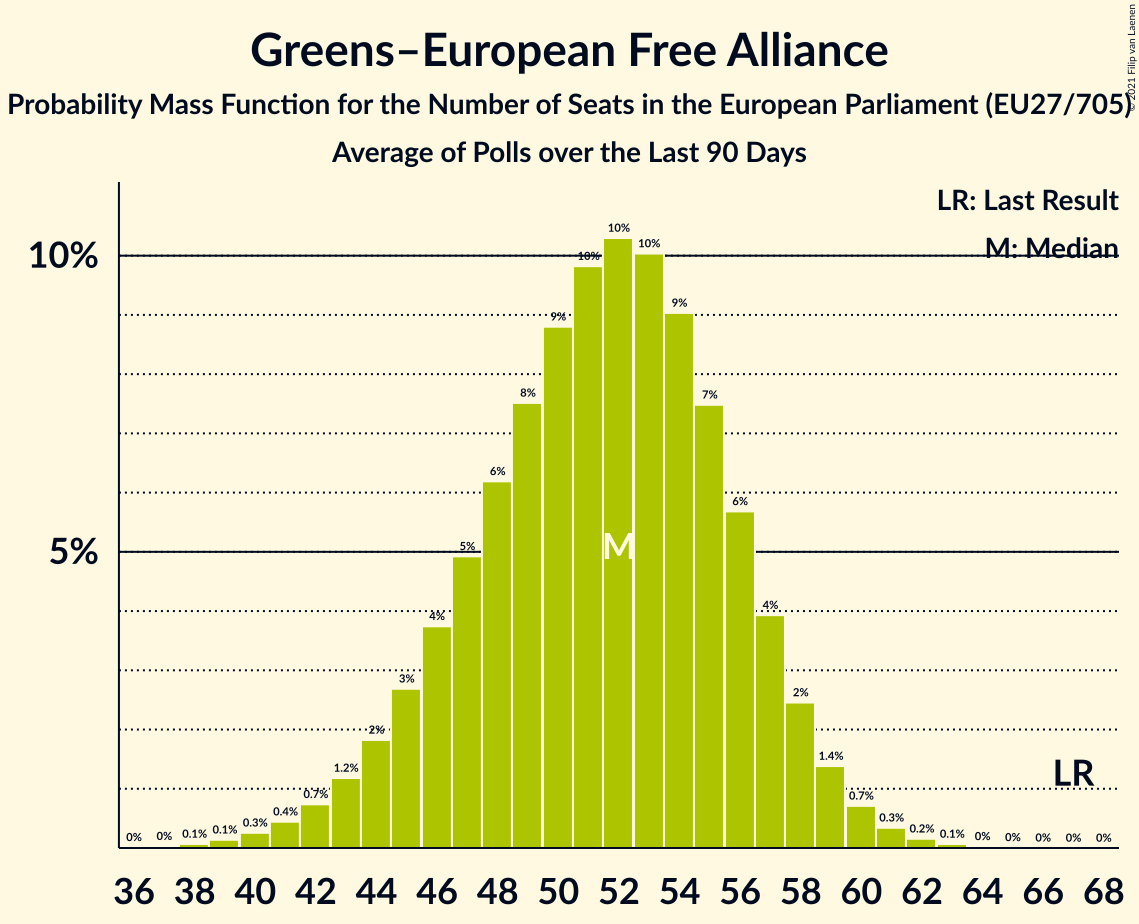 Greens–European Free Alliance
Probability Mass Function for the Number of Seats in the European Parliament (EU27/705)
Average of Polls over the Last 90 Days
© 2021 Filip van Laenen
LR: Last Result
M: Median
10%
5%
0% 0% 0.1% 0.1% 0.3% 0.4% 0.7% 1.2% 2% 3% 4% 5% 6% 8% 9% 10% 10% 10% 9% 7% 6% 4% 2% 1.4% 0.7% 0.3% 0.2% 0.1% 0% 0% 0% 0% 0%
M
LR
36 38 40 42 44 46 48 50 52 54 56 58 60 62 64 66 68